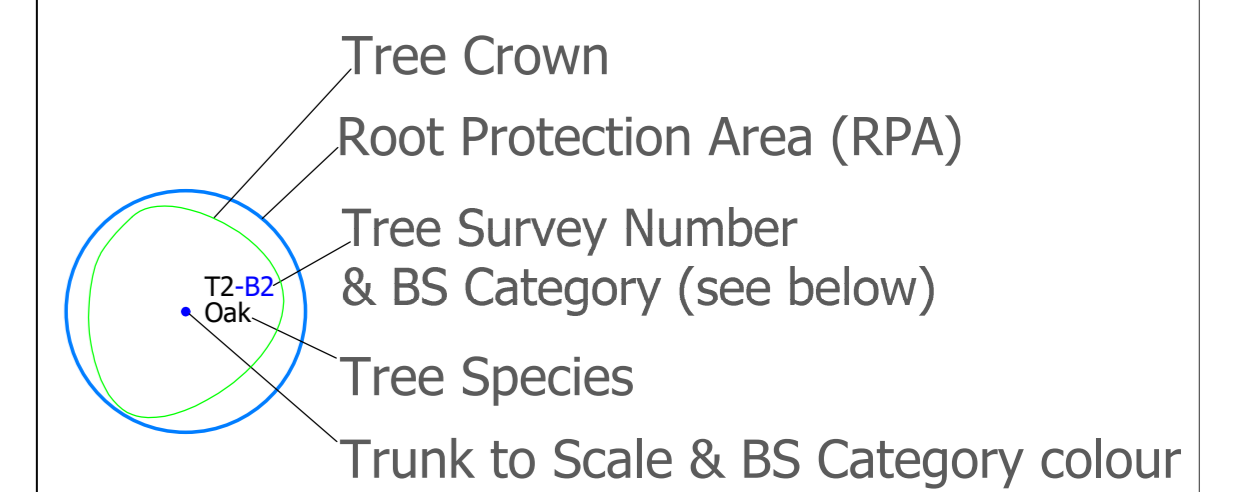 Tree Crown
Root Protection Area (RPA)
Tree Survey Number
& BS Category (see below)
T2-B2
Oak
Tree Species
Trunk to Scale & BS Category colour